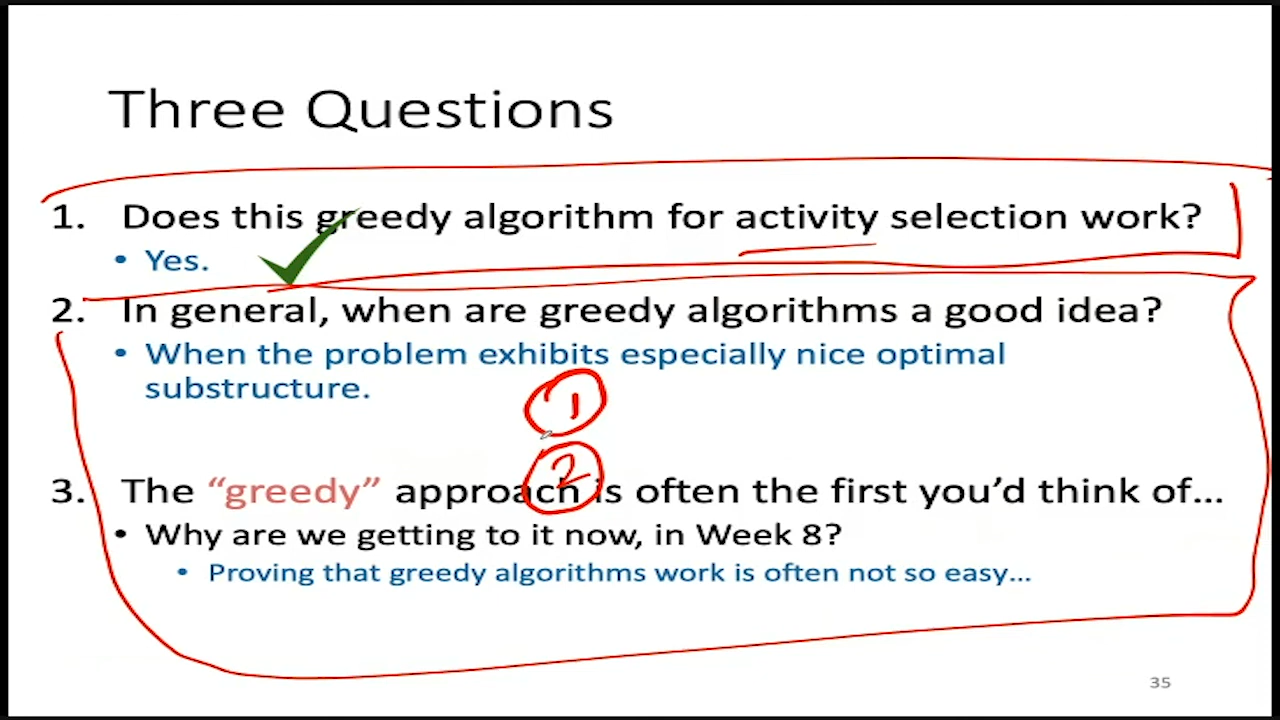 Three Questions
1. Does this greedy algorithm for activity selection work?
• Yes.
2. In general, when are greedy algorithms a good idea?
• When the problem exhibits especially nice optimal
substructure.
1
2
3. The “greedy” approach is often the first you’d think of...
• Why are we getting to it now, in Week 8?
• Proving that greedy algorithms work is often not so easy...
35